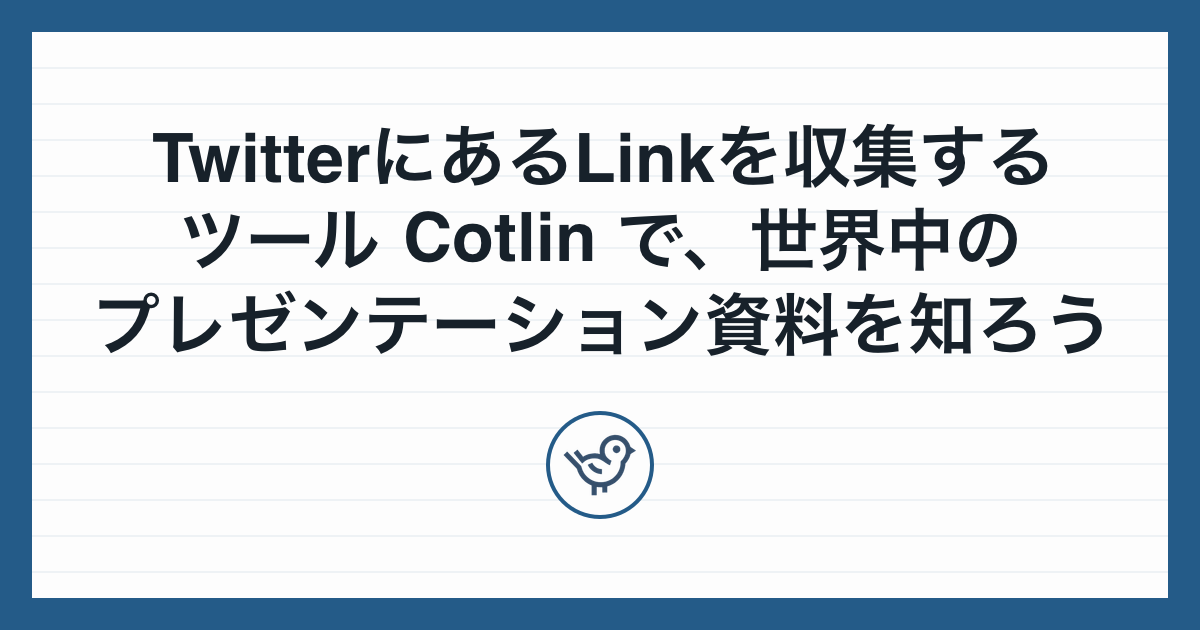 TwitterにあるLinkを収集する
ツール Cotlin で、世界中の
プレゼンテーション資料を知ろう